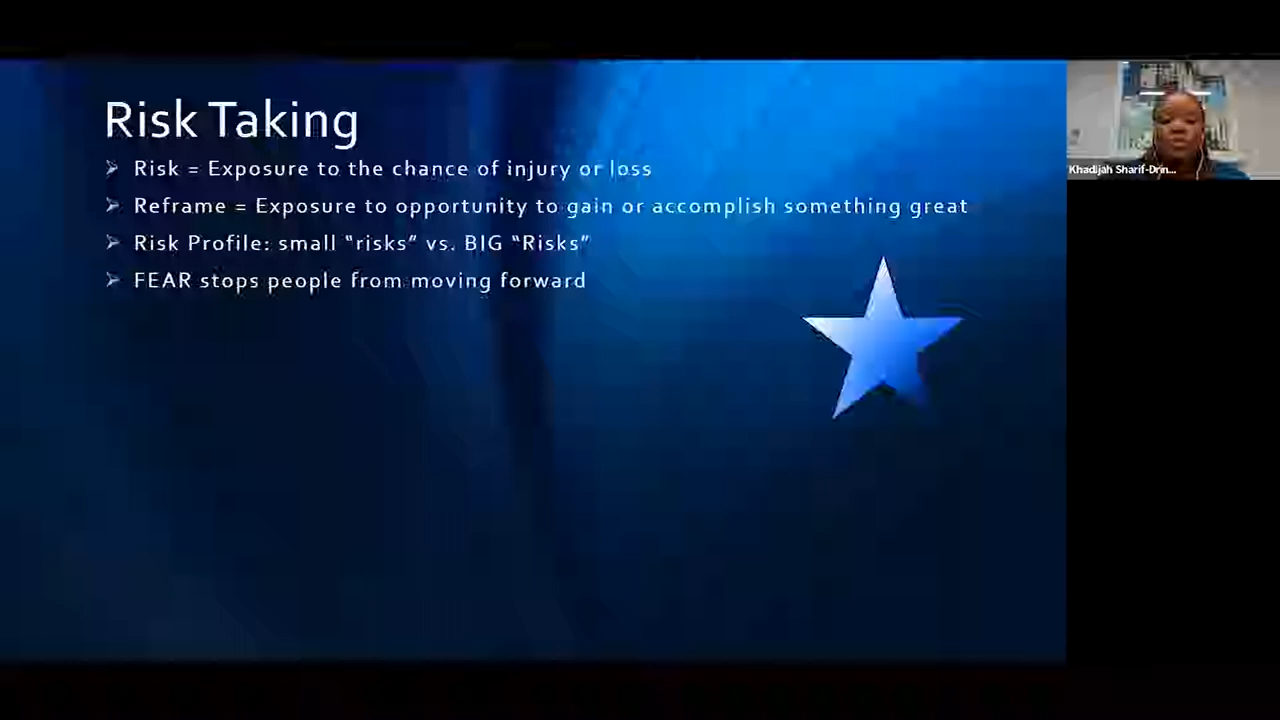 Risk Taking
Risk = Exposure to the chance of injury or loss
Reframe = Exposure to opportunity to gain or accomplish something great
Risk Profile: small “risks” vs. BIG “Risks”
FEAR stops people from moving forward
Khadijah Sharif-Drin...